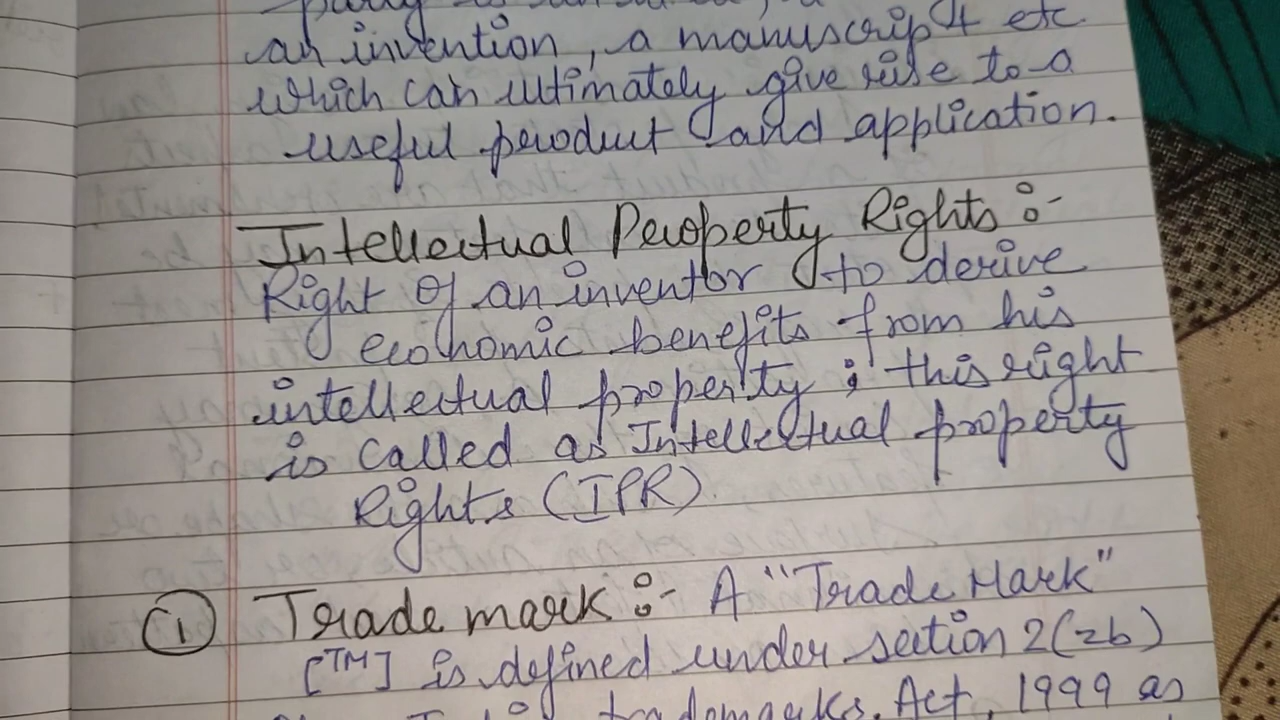 an invention, a manuscript etc
which can ultimately give rise to a
useful product and application.
Intellectual Property Rights :-
Right of an inventor to derive
economic benefits from his
intellectual property ; this right
is called as Intellectual property
Rights (IPR).
(i) Trade mark :- A "Trade Mark"
[TM] is defined under section 2(zb)
trademarks. Act, 1999 as